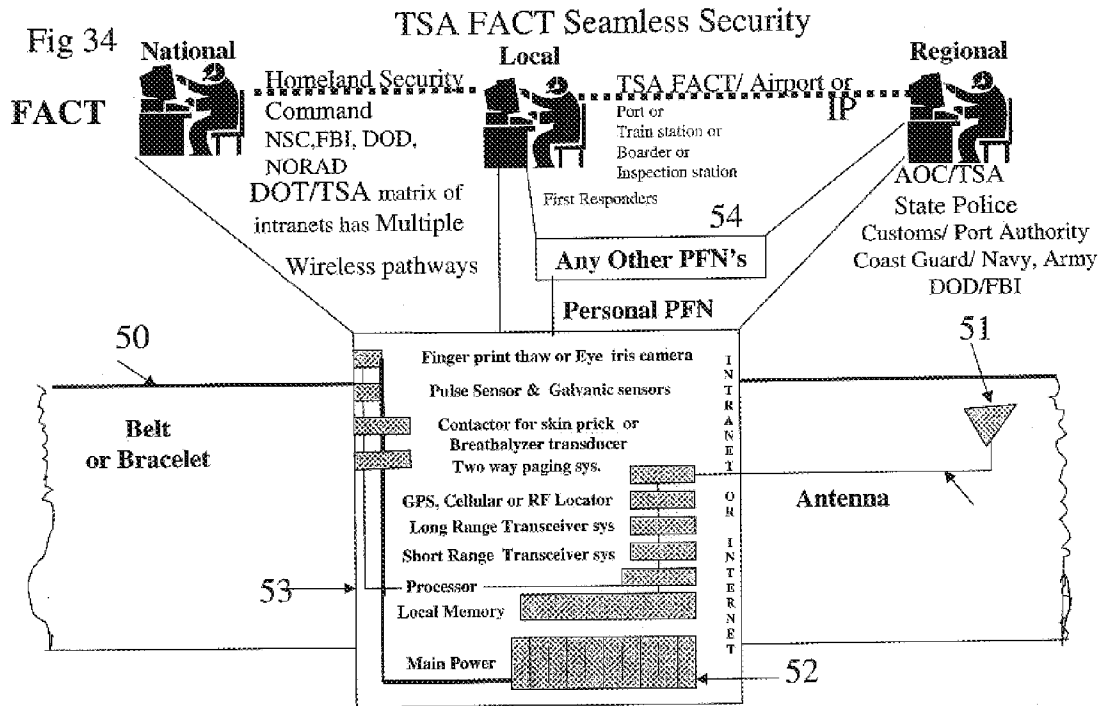 TSA FACT Seamless Security
Fig 34
National
Local
Regional
FACT
Homeland Security
Command
NSC,FBI, DOD,
NORAD
DOT/TSA matrix of
intranets has Multiple
Wireless pathways
TSA FACT/ Airport or
IP
Port or
Train station or
Boarder or
Inspection station
First Responders
AOC/TSA
State Police
Customs/ Port Authority
Coast Guard/ Navy, Army
DOD/FBI
54
Any Other PFN's
Personal PFN
50
51
Belt
or Bracelet
Finger print thaw or Eye iris camera
Pulse Sensor & Galvanic sensors
Contactor for skin prick or
Breathalyzer transducer
Two way paging sys.
GPS, Cellular or RF Locator
Long Range Transceiver sys
Short Range Transceiver sys
Processor
Local Memory
Main Power
INTRANET OR INTERNET
Antenna
53
52